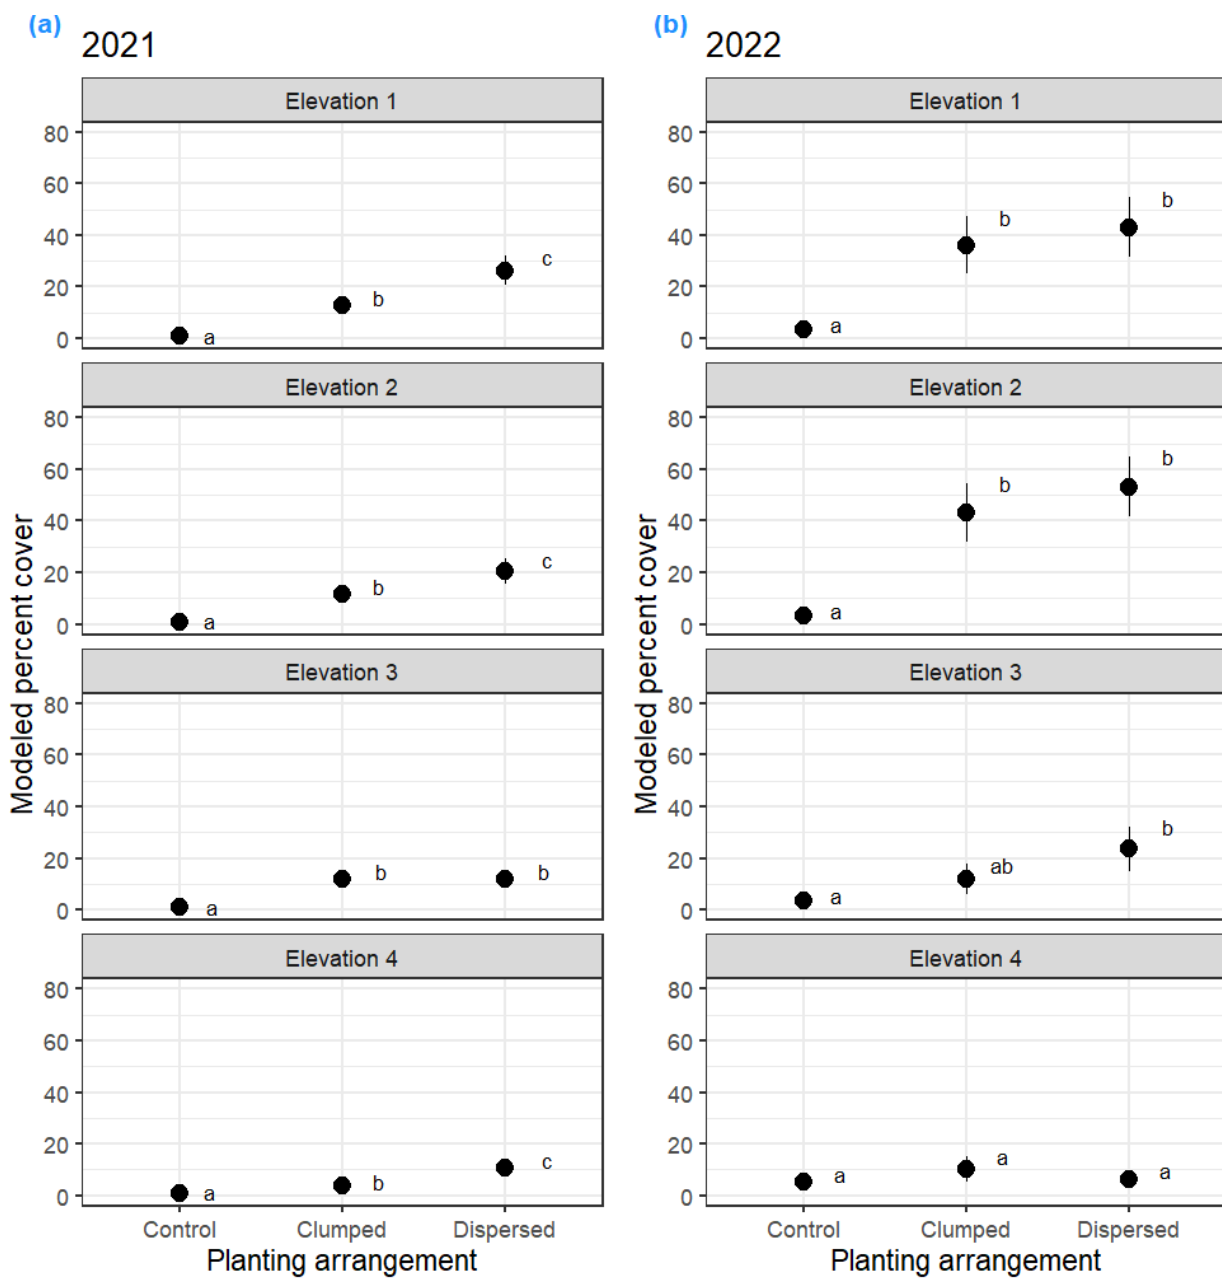 (a)
2021
Elevation 1
80
60
40
20
0
a
b
c
Elevation 2
80
60
40
20
0
a
b
c
Elevation 3
80
60
40
20
0
a
b
b
Elevation 4
80
60
40
20
0
a
b
c
Modeled percent cover
Control Clumped Dispersed
Planting arrangement
(b)
2022
Elevation 1
80
60
40
20
0
a
b
b
Elevation 2
80
60
40
20
0
a
b
b
Elevation 3
80
60
40
20
0
a
ab
b
Elevation 4
80
60
40
20
0
a
a
a
Modeled percent cover
Control Clumped Dispersed
Planting arrangement